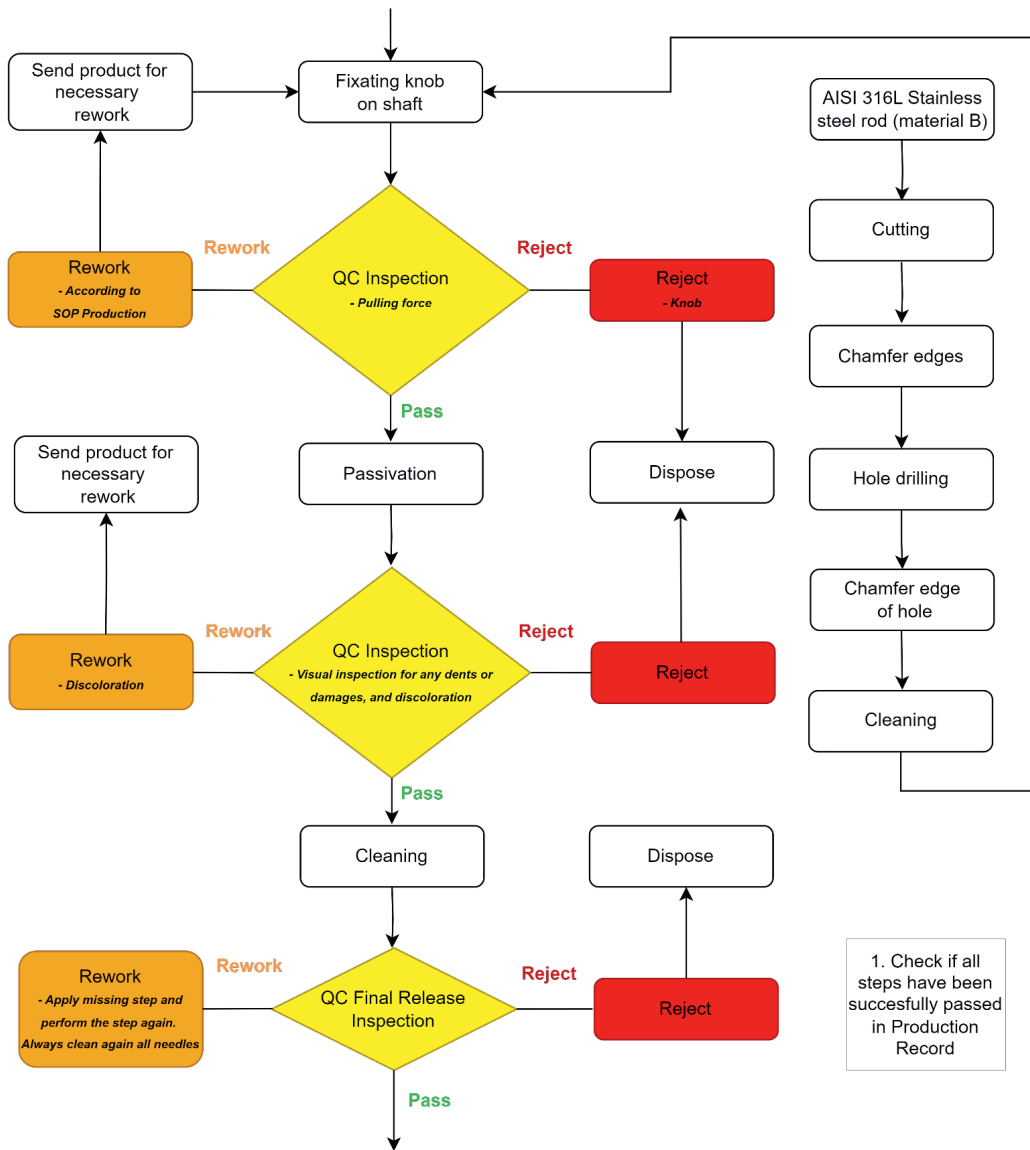 Send product for
necessary
rework
Fixating knob
on shaft
AISI 316L Stainless
steel rod (material B)
Cutting
Rework
- According to
SOP Production
Rework
QC Inspection
- Pulling force
Reject
Reject
- Knob
Chamfer edges
Pass
Send product for
necessary
rework
Passivation
Dispose
Hole drilling
Chamfer edge
of hole
Rework
- Discoloration
Rework
QC Inspection
- Visual inspection for any dents or
damages, and discoloration
Reject
Reject
Cleaning
Pass
Cleaning
Dispose
Rework
- Apply missing step and
perform the step again.
Always clean again all needles
Rework
QC Final Release
Inspection
Reject
Reject
1. Check if all
steps have been
succesfully passed
in Production
Record
Pass